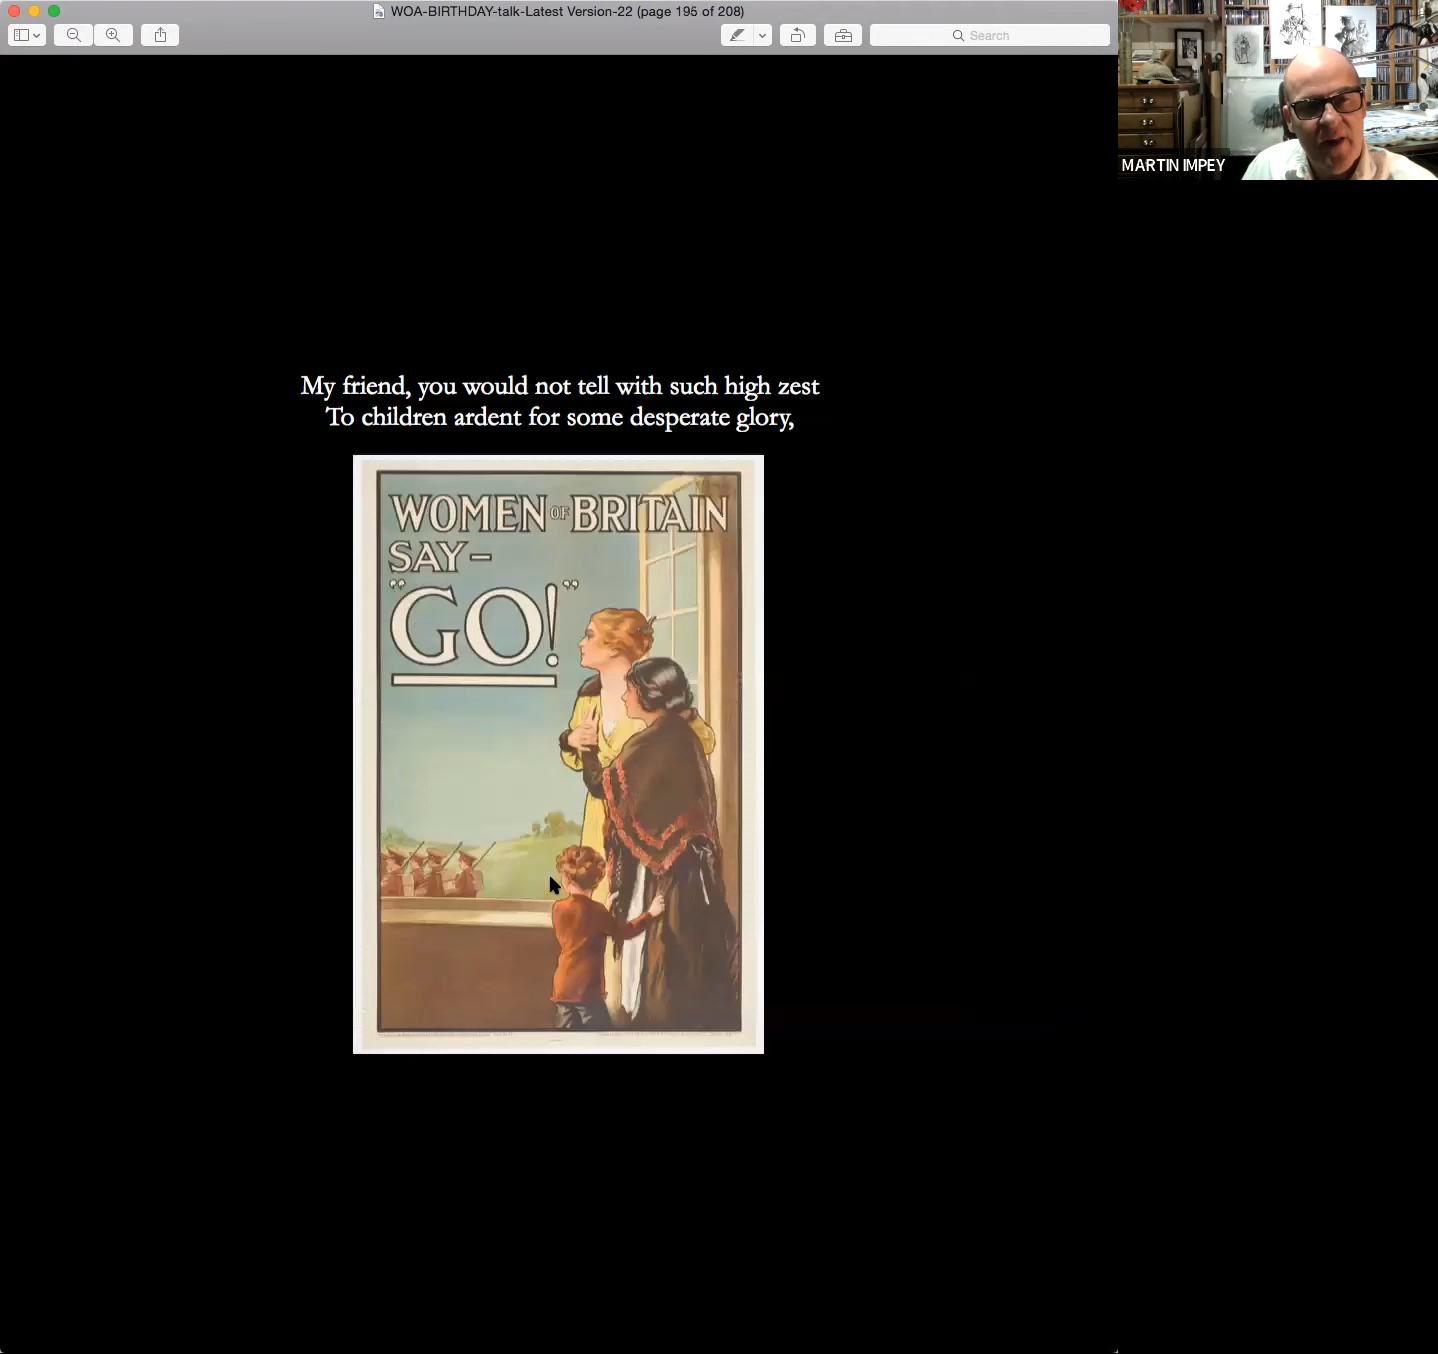 WOA-BIRTHDAY-talk-Latest Version-22 (page 195 of 208)
Search
MARTIN IMPEY
My friend, you would not tell with such high zest
To children ardent for some desperate glory,
WOMEN OF BRITAIN
SAY –
"GO!"